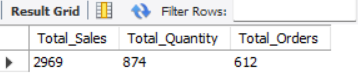 Result Grid Filter Rows:
Total_Sales Total_Quantity Total_Orders
2969 874 612